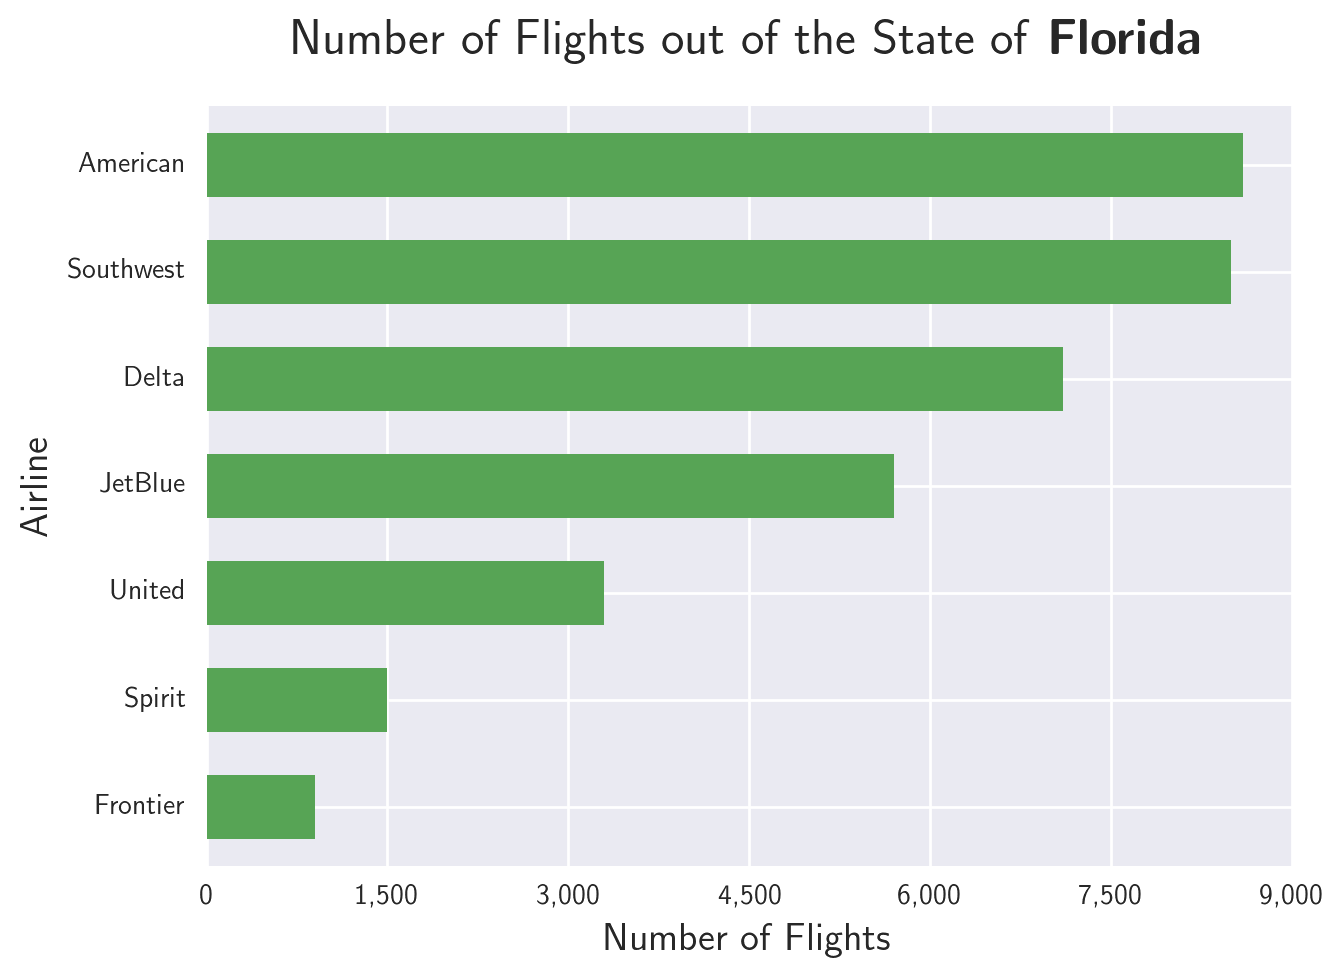 Number of Flights out of the State of Florida
American
Southwest
Delta
JetBlue
United
Spirit
Frontier
Airline
0 1,500 3,000 4,500 6,000 7,500 9,000
Number of Flights